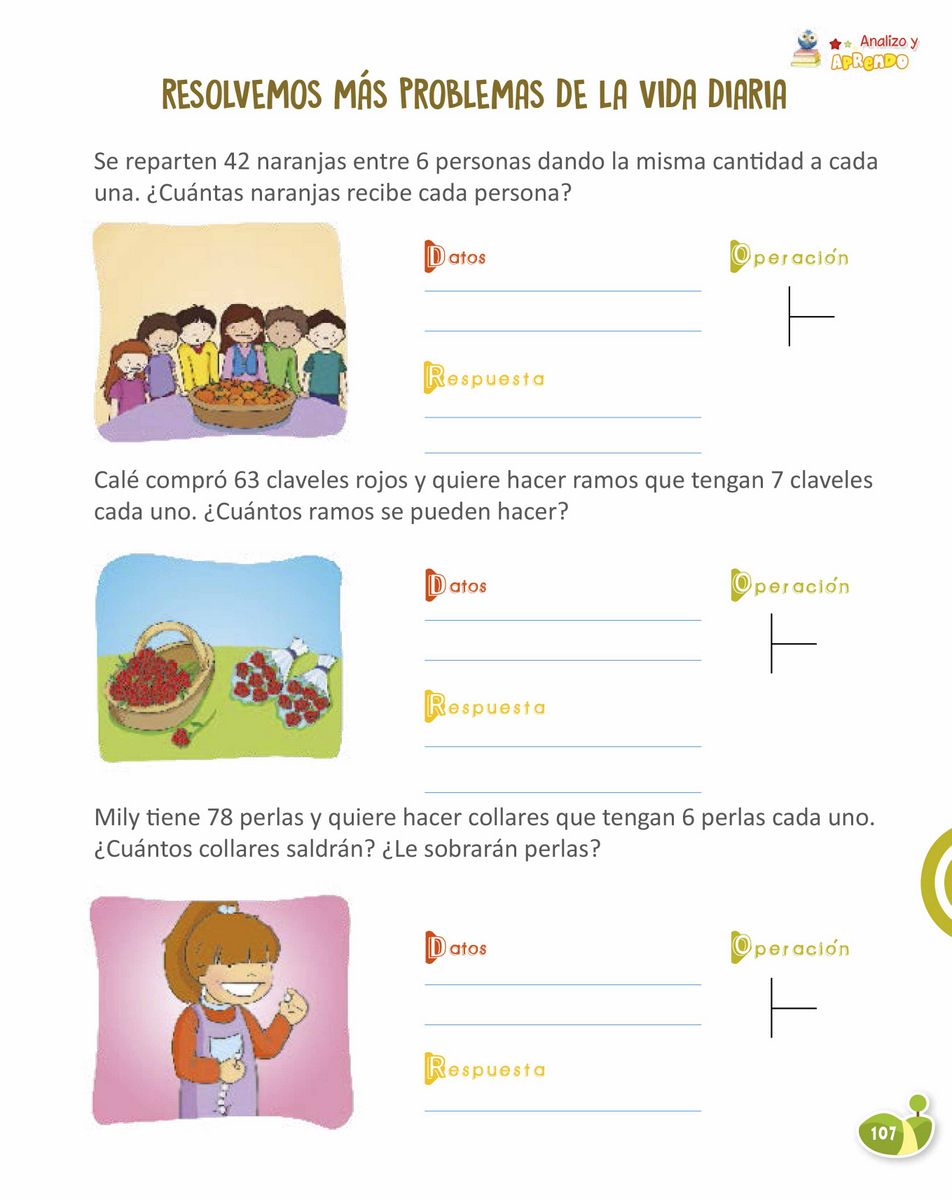 Analizo y
APRENDO
RESOLVEMOS MÁS PROBLEMAS DE LA VIDA DIARIA
Se reparten 42 naranjas entre 6 personas dando la misma cantidad a cada
una. ¿Cuántas naranjas recibe cada persona?
Datos
Operación
Respuesta
Calé compró 63 claveles rojos y quiere hacer ramos que tengan 7 claveles
cada uno. ¿Cuántos ramos se pueden hacer?
Datos
Operación
Respuesta
Mily tiene 78 perlas y quiere hacer collares que tengan 6 perlas cada uno.
¿Cuántos collares saldrán? ¿Le sobrarán perlas?
Datos
Operación
Respuesta
107